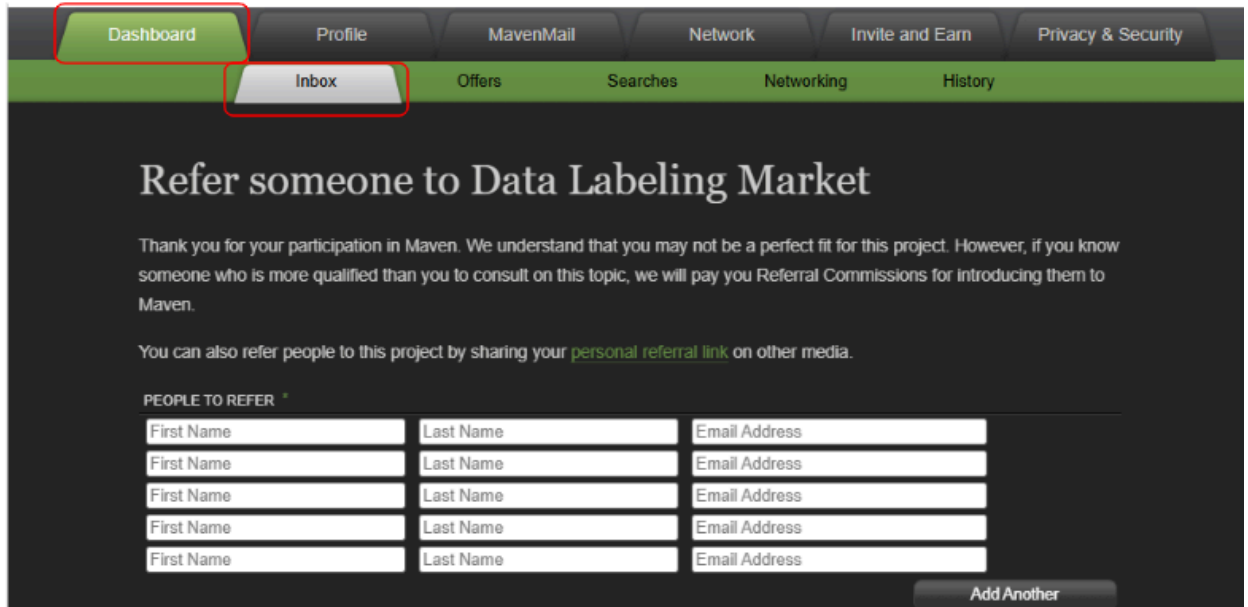 Dashboard Profile MavenMail Network Invite and Earn Privacy & Security
Inbox Offers Searches Networking History
Refer someone to Data Labeling Market
Thank you for your participation in Maven. We understand that you may not be a perfect fit for this project. However, if you know
someone who is more qualified than you to consult on this topic, we will pay you Referral Commissions for introducing them to
Maven.
You can also refer people to this project by sharing your personal referral link on other media.
PEOPLE TO REFER *
First Name Last Name Email Address
First Name Last Name Email Address
First Name Last Name Email Address
First Name Last Name Email Address
First Name Last Name Email Address
Add Another